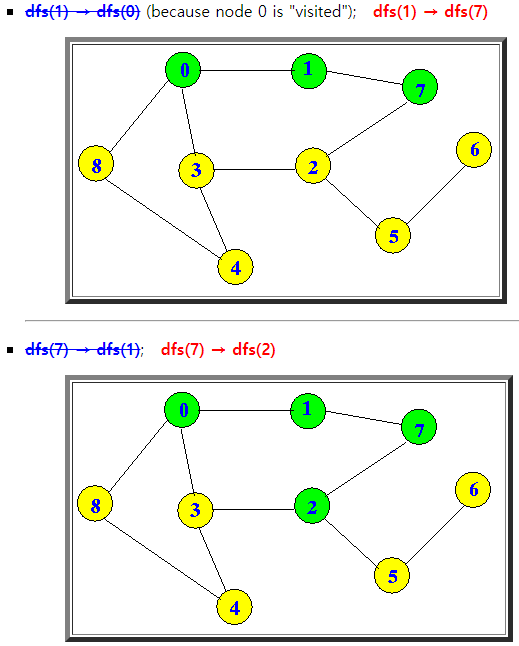 dfs(1) → dfs(0) (because node 0 is "visited"); dfs(1) → dfs(7)
0 1 7
8 3 2 6
5
4
dfs(7) → dfs(1); dfs(7) → dfs(2)
0 1 7
8 3 2 6
5
4